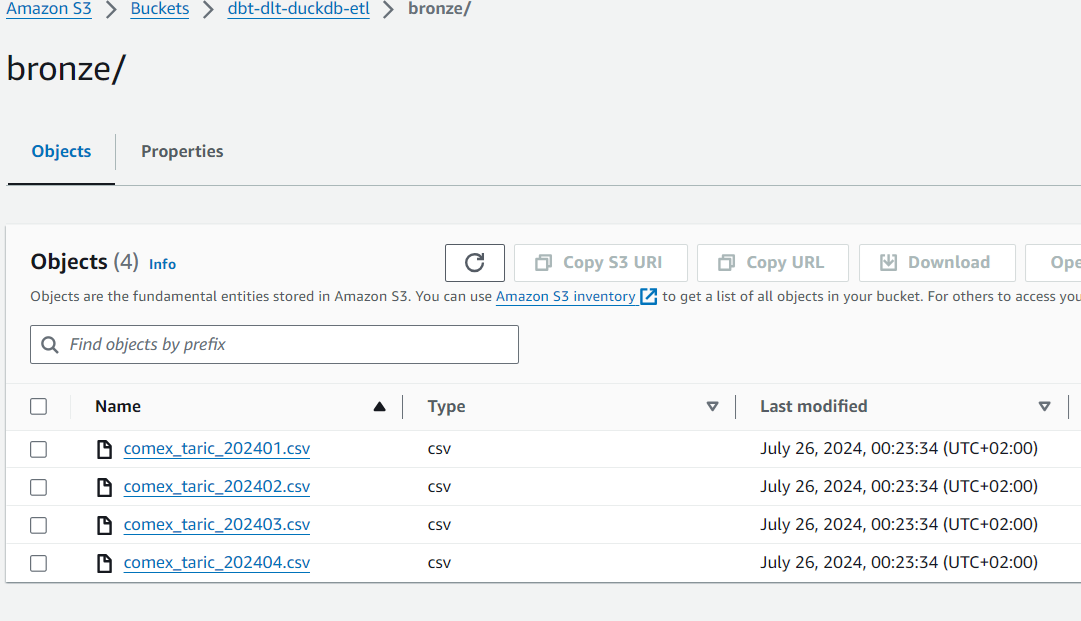 Amazon S3 > Buckets > dbt-dlt-duckdb-etl > bronze/
bronze/
Objects Properties
Objects (4) Info Copy S3 URI Copy URL Download Ope
Objects are the fundamental entities stored in Amazon S3. You can use Amazon S3 inventory to get a list of all objects in your bucket. For others to access you
Find objects by prefix
Name Type Last modified
comex_taric_202401.csv csv July 26, 2024, 00:23:34 (UTC+02:00)
comex_taric_202402.csv csv July 26, 2024, 00:23:34 (UTC+02:00)
comex_taric_202403.csv csv July 26, 2024, 00:23:34 (UTC+02:00)
comex_taric_202404.csv csv July 26, 2024, 00:23:34 (UTC+02:00)